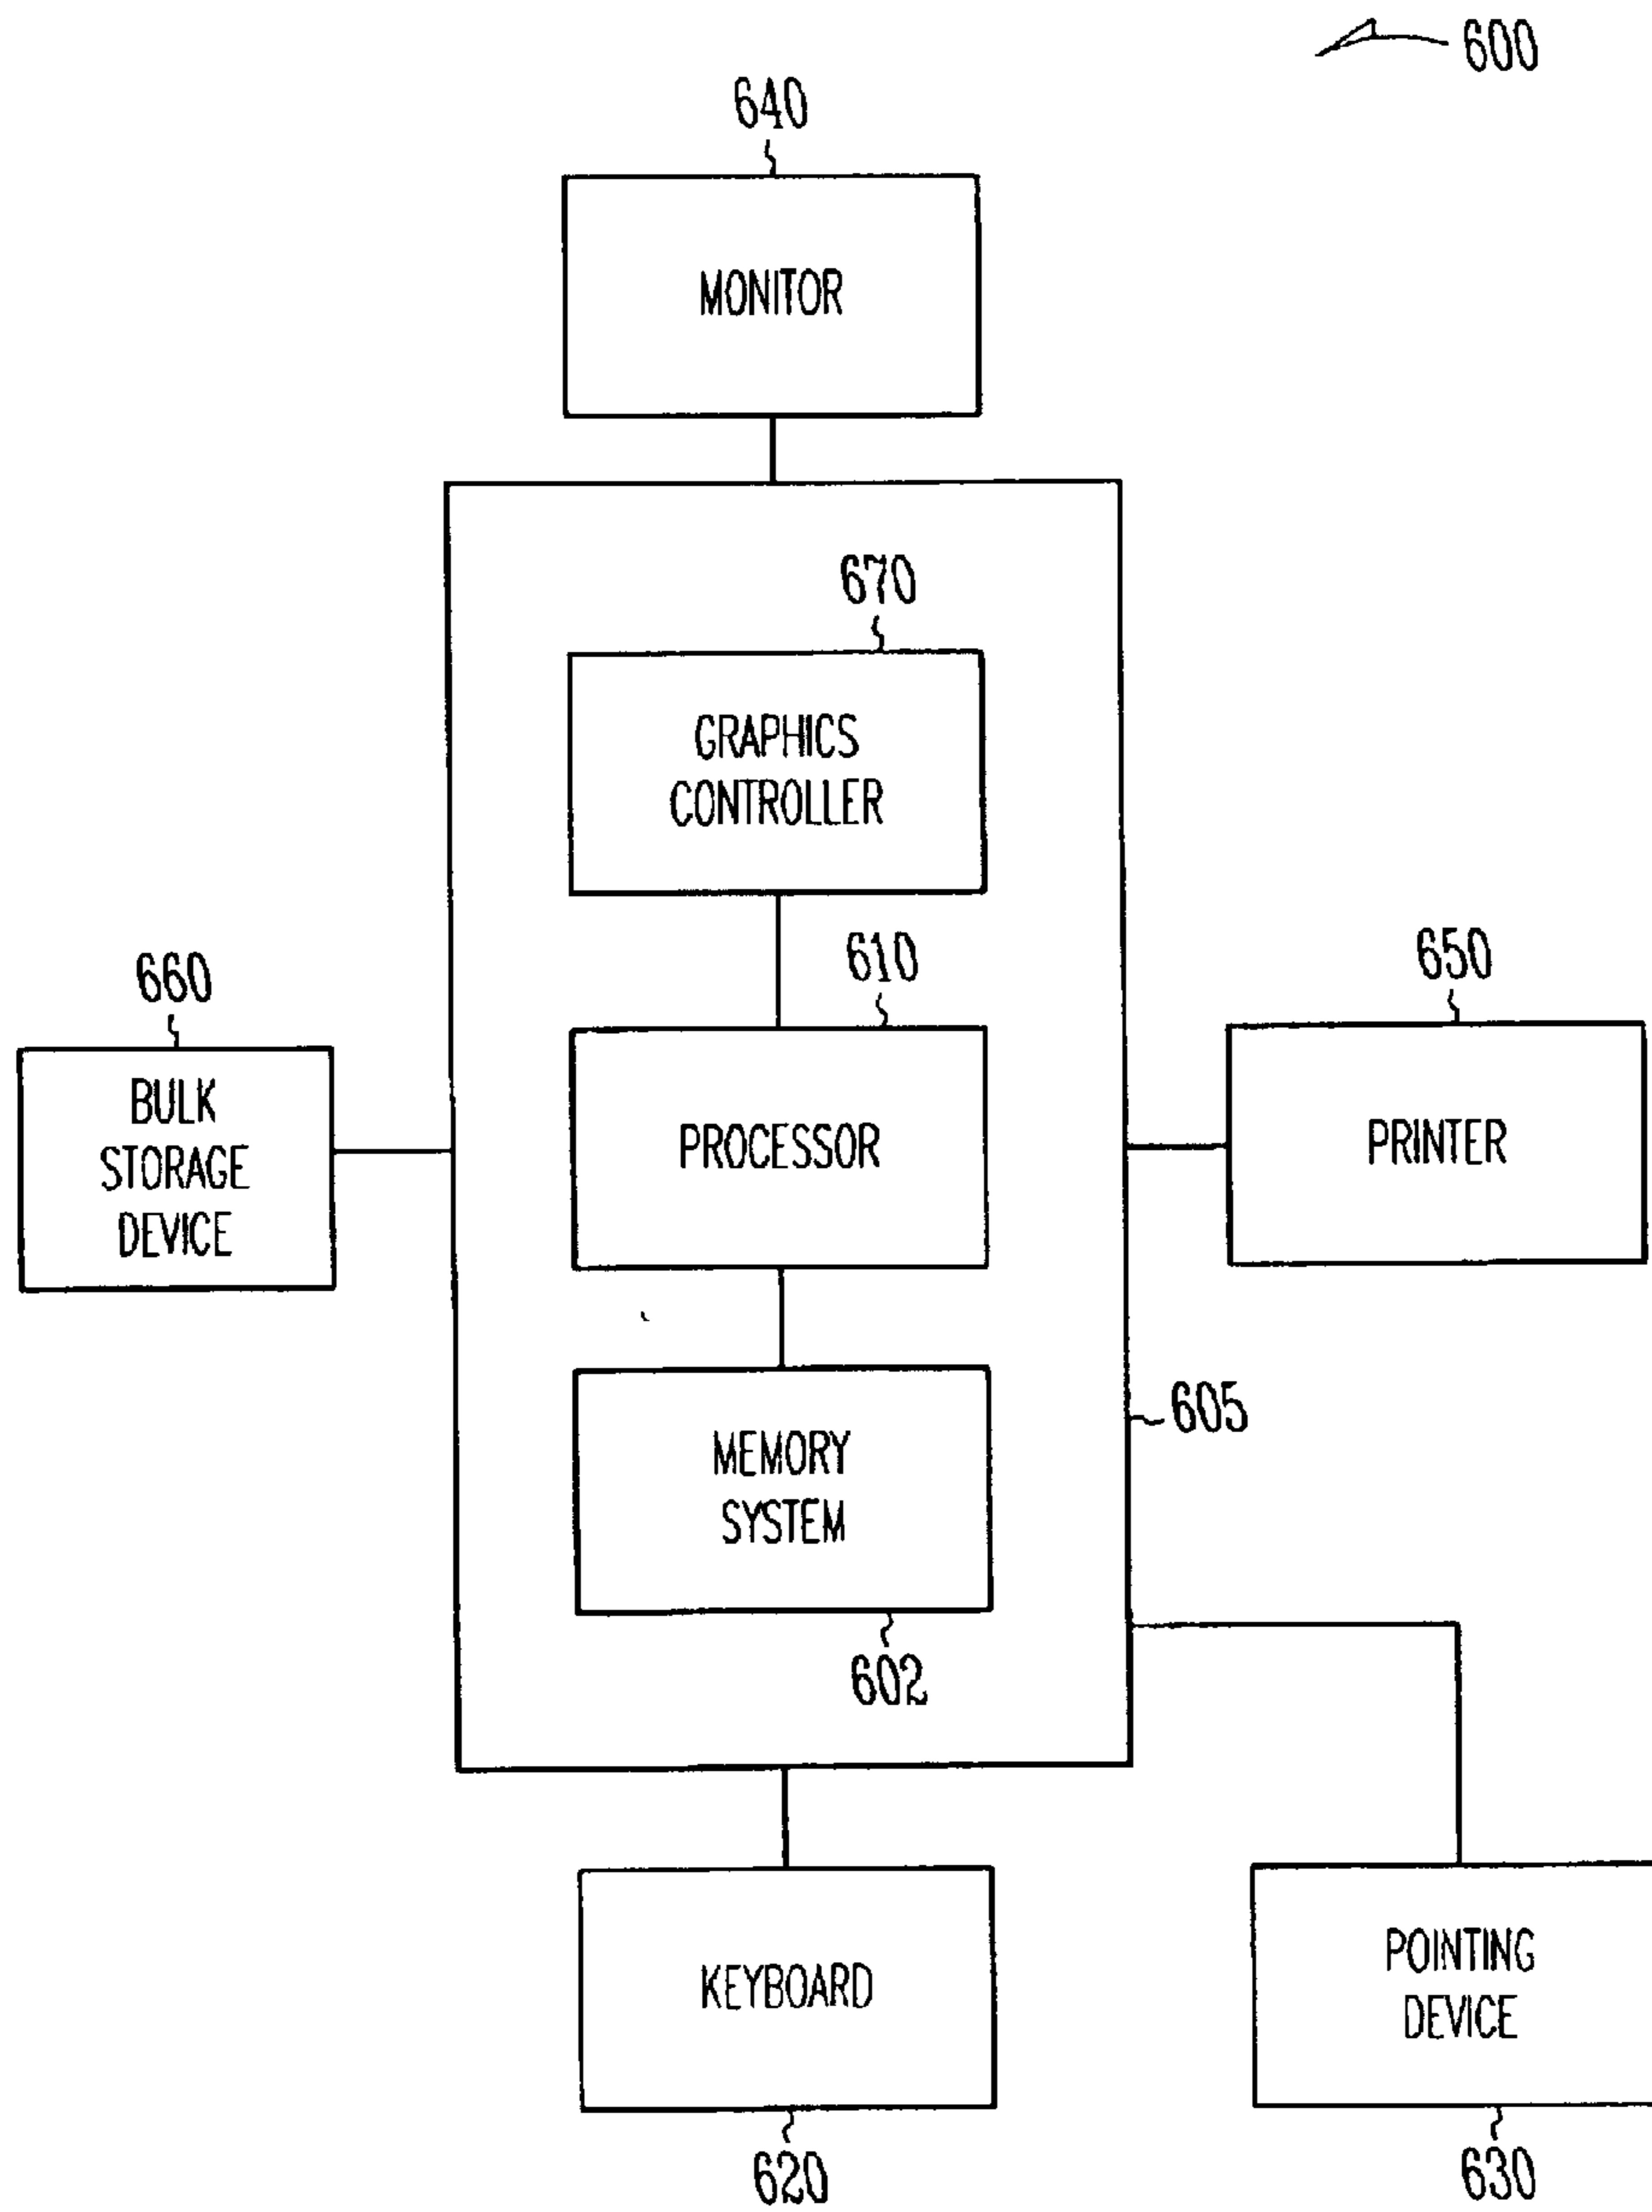 600
640
MONITOR
670
GRAPHICS
CONTROLLER
660
BULK
STORAGE
DEVICE
610
PROCESSOR
650
PRINTER
605
MEMORY
SYSTEM
602
KEYBOARD
620
POINTING
DEVICE
630